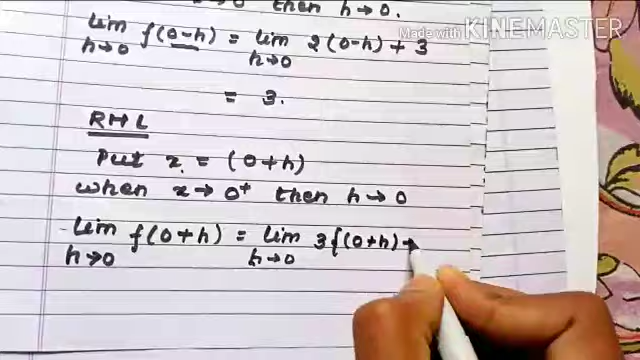 then h→0.
Made with KINEMASTER
lim f(0-h) = lim 2(0-h) + 3
h→0 h→0
= 3.
RHL
Put x = (0+h)
when x→0⁺ then h→0
lim f(0+h) = lim 3{(0+h)+
h→0 h→0